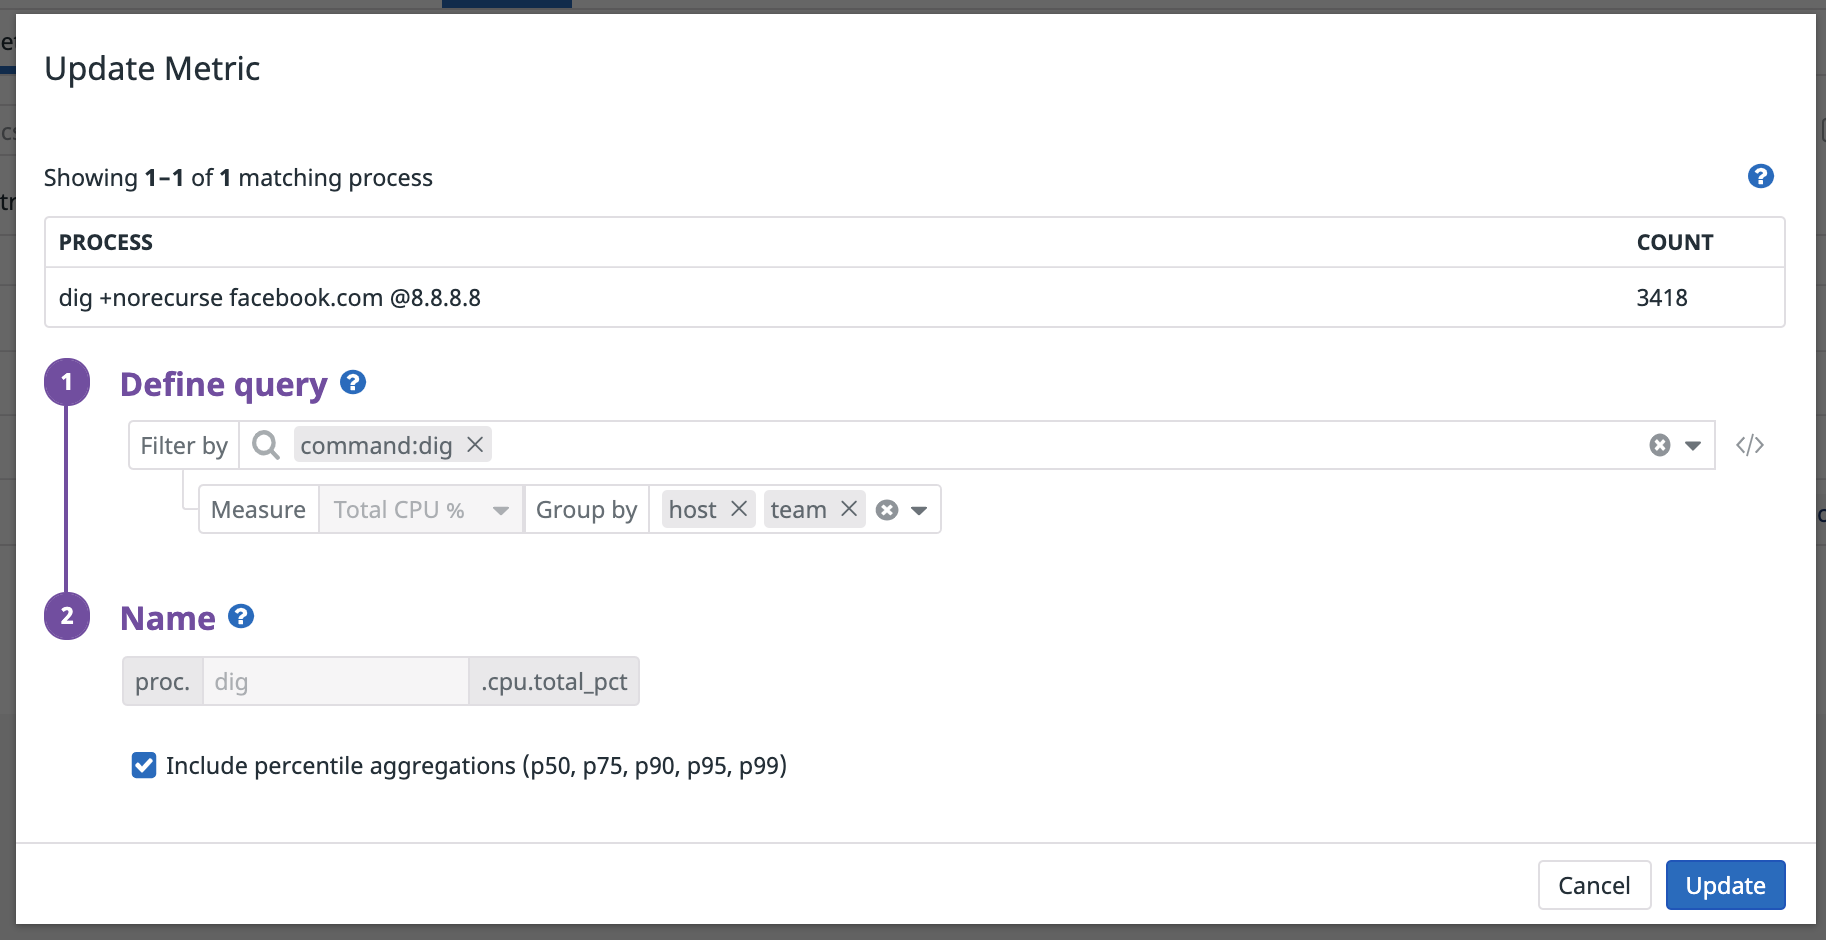 Update Metric
Showing 1–1 of 1 matching process
PROCESS COUNT
dig +norecurse facebook.com @8.8.8.8 3418
1 Define query
Filter by command:dig </>
Measure Total CPU % Group by host team
2 Name
proc. dig .cpu.total_pct
Include percentile aggregations (p50, p75, p90, p95, p99)
Cancel Update